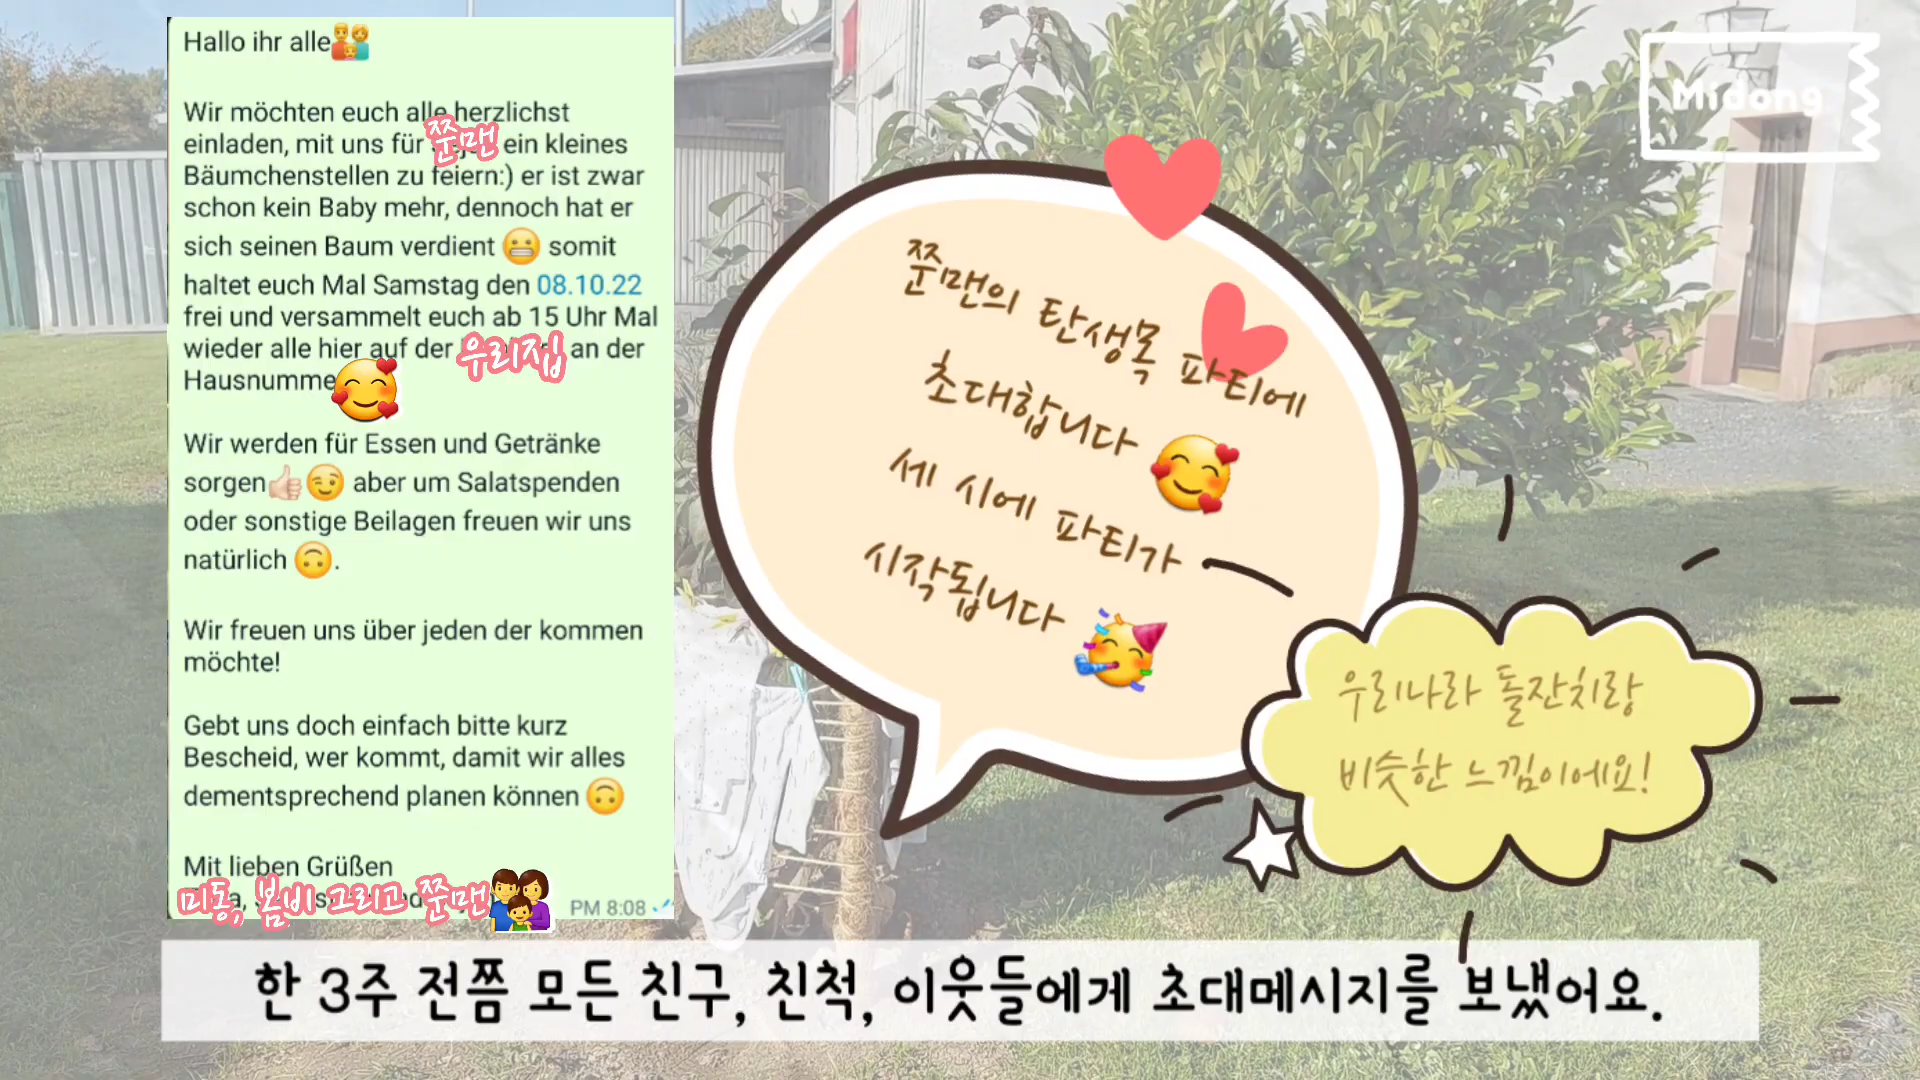 Hallo ihr alle👨‍👩‍👦
Wir möchten euch alle herzlichst
einladen, mit uns für 쭌맨 ein kleines
Bäumchenstellen zu feiern:) er ist zwar
schon kein Baby mehr, dennoch hat er
sich seinen Baum verdient 😬 somit
haltet euch Mal Samstag den 08.10.22
frei und versammelt euch ab 15 Uhr Mal
wieder alle hier auf der 우리집 an der
Hausnumme🥰
Wir werden für Essen und Getränke
sorgen👍🏻😉 aber um Salatspenden
oder sonstige Beilagen freuen wir uns
natürlich 🙃.
Wir freuen uns über jeden der kommen
möchte!
Gebt uns doch einfach bitte kurz
Bescheid, wer kommt, damit wir alles
dementsprechend planen können 🙃
Mit lieben Grüßen
미동, 봄비 그리고 쭌맨👨‍👩‍👦
PM 8:08
Midong
쭌맨의 탄생목 파티에
초대합니다 🥰
세 시에 파티가
시작됩니다 🥳
우리나라 돌잔치랑
비슷한 느낌이에요!
한 3주 전쯤 모든 친구, 친척, 이웃들에게 초대메시지를 보냈어요.